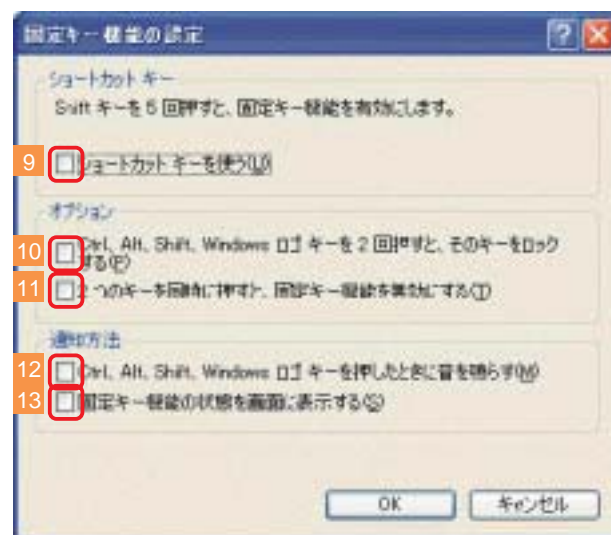 固定キー機能の設定
ショートカット キー
Shift キーを 5 回押すと、固定キー機能を有効にします。
9 ショートカット キーを使う(U)
オプション
10 Ctrl, Alt, Shift, Windows ロゴ キーを 2 回押すと、そのキーをロック
する(P)
11 2 つのキーを同時に押すと、固定キー機能を無効にする(T)
通知方法
12 Ctrl, Alt, Shift, Windows ロゴ キーを押したときに音を鳴らす(M)
13 固定キー機能の状態を画面に表示する(S)
OK キャンセル